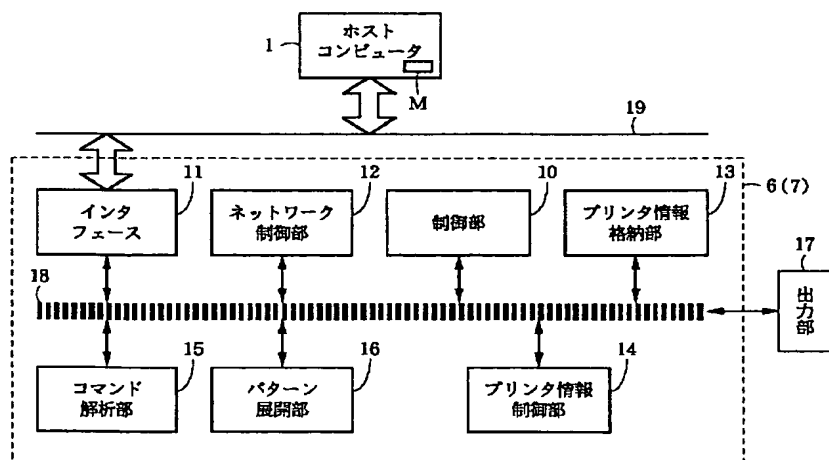 1
ホスト
コンピュータ
M
19
11
12
10
13
6(7)
インタ
フェース
ネットワーク
制御部
制御部
プリンタ情報
格納部
17
出力部
18
15
16
14
コマンド
解析部
パターン
展開部
プリンタ情報
制御部